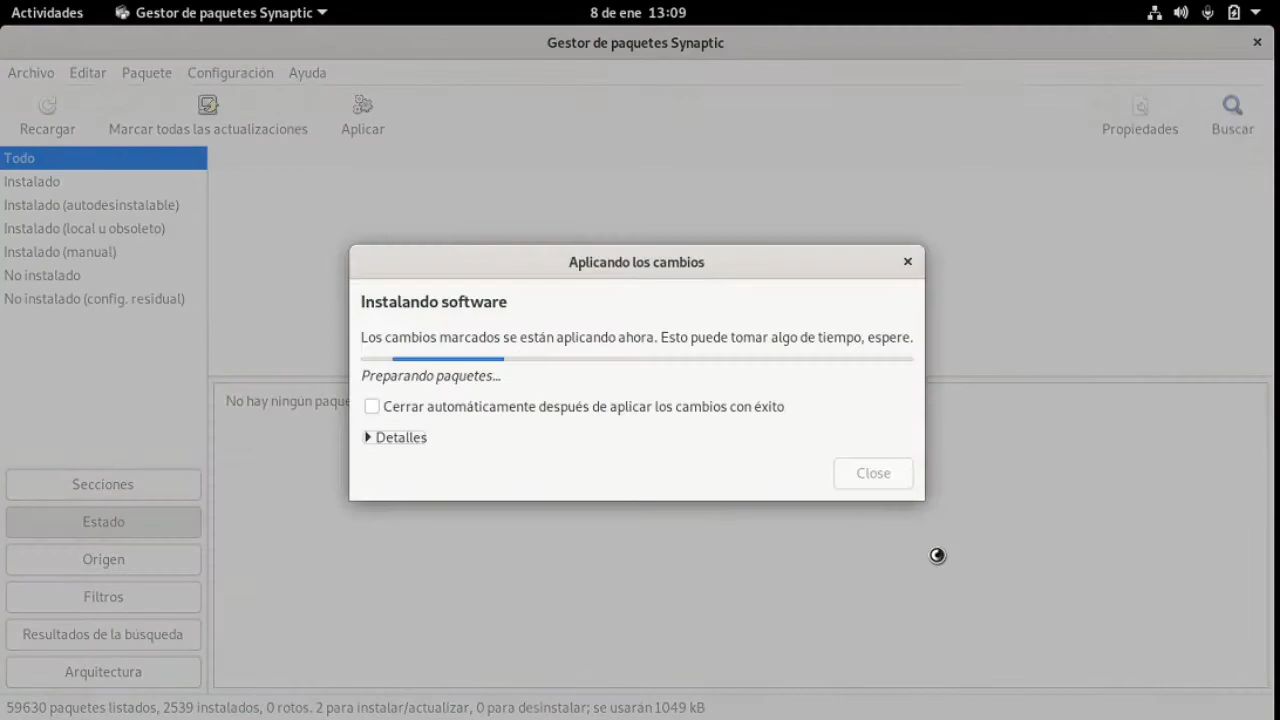 Actividades Gestor de paquetes Synaptic 8 de ene 13:09
Gestor de paquetes Synaptic
Archivo Editar Paquete Configuración Ayuda
Recargar Marcar todas las actualizaciones Aplicar Propiedades Buscar
Todo
Instalado
Instalado (autodesinstalable)
Instalado (local u obsoleto)
Instalado (manual)
No instalado
No instalado (config. residual)
Aplicando los cambios
Instalando software
Los cambios marcados se están aplicando ahora. Esto puede tomar algo de tiempo, espere.
Preparando paquetes...
No hay ningún paque
Cerrar automáticamente después de aplicar los cambios con éxito
Detalles
Close
Secciones
Estado
Origen
Filtros
Resultados de la búsqueda
Arquitectura
59630 paquetes listados, 2539 instalados, 0 rotos. 2 para instalar/actualizar, 0 para desinstalar; se usarán 1049 kB